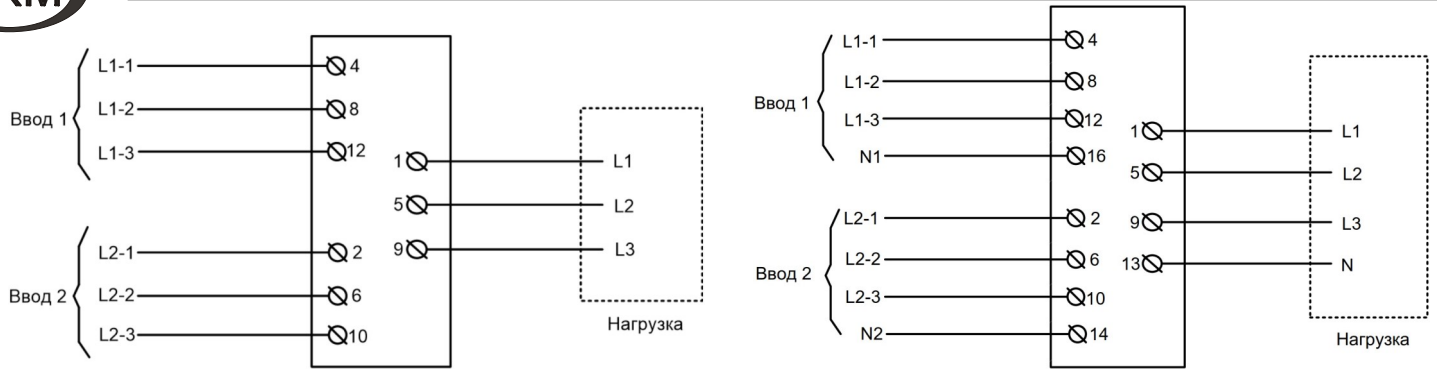 КМ
L1-1 4
L1-2 8
Ввод 1
L1-3 12
1 L1
5 L2
9 L3
L2-1 2
L2-2 6
Ввод 2
L2-3 10
Нагрузка
L1-1 4
L1-2 8
Ввод 1
L1-3 12
N1 16
1 L1
5 L2
9 L3
13 N
L2-1 2
L2-2 6
Ввод 2
L2-3 10
N2 14
Нагрузка